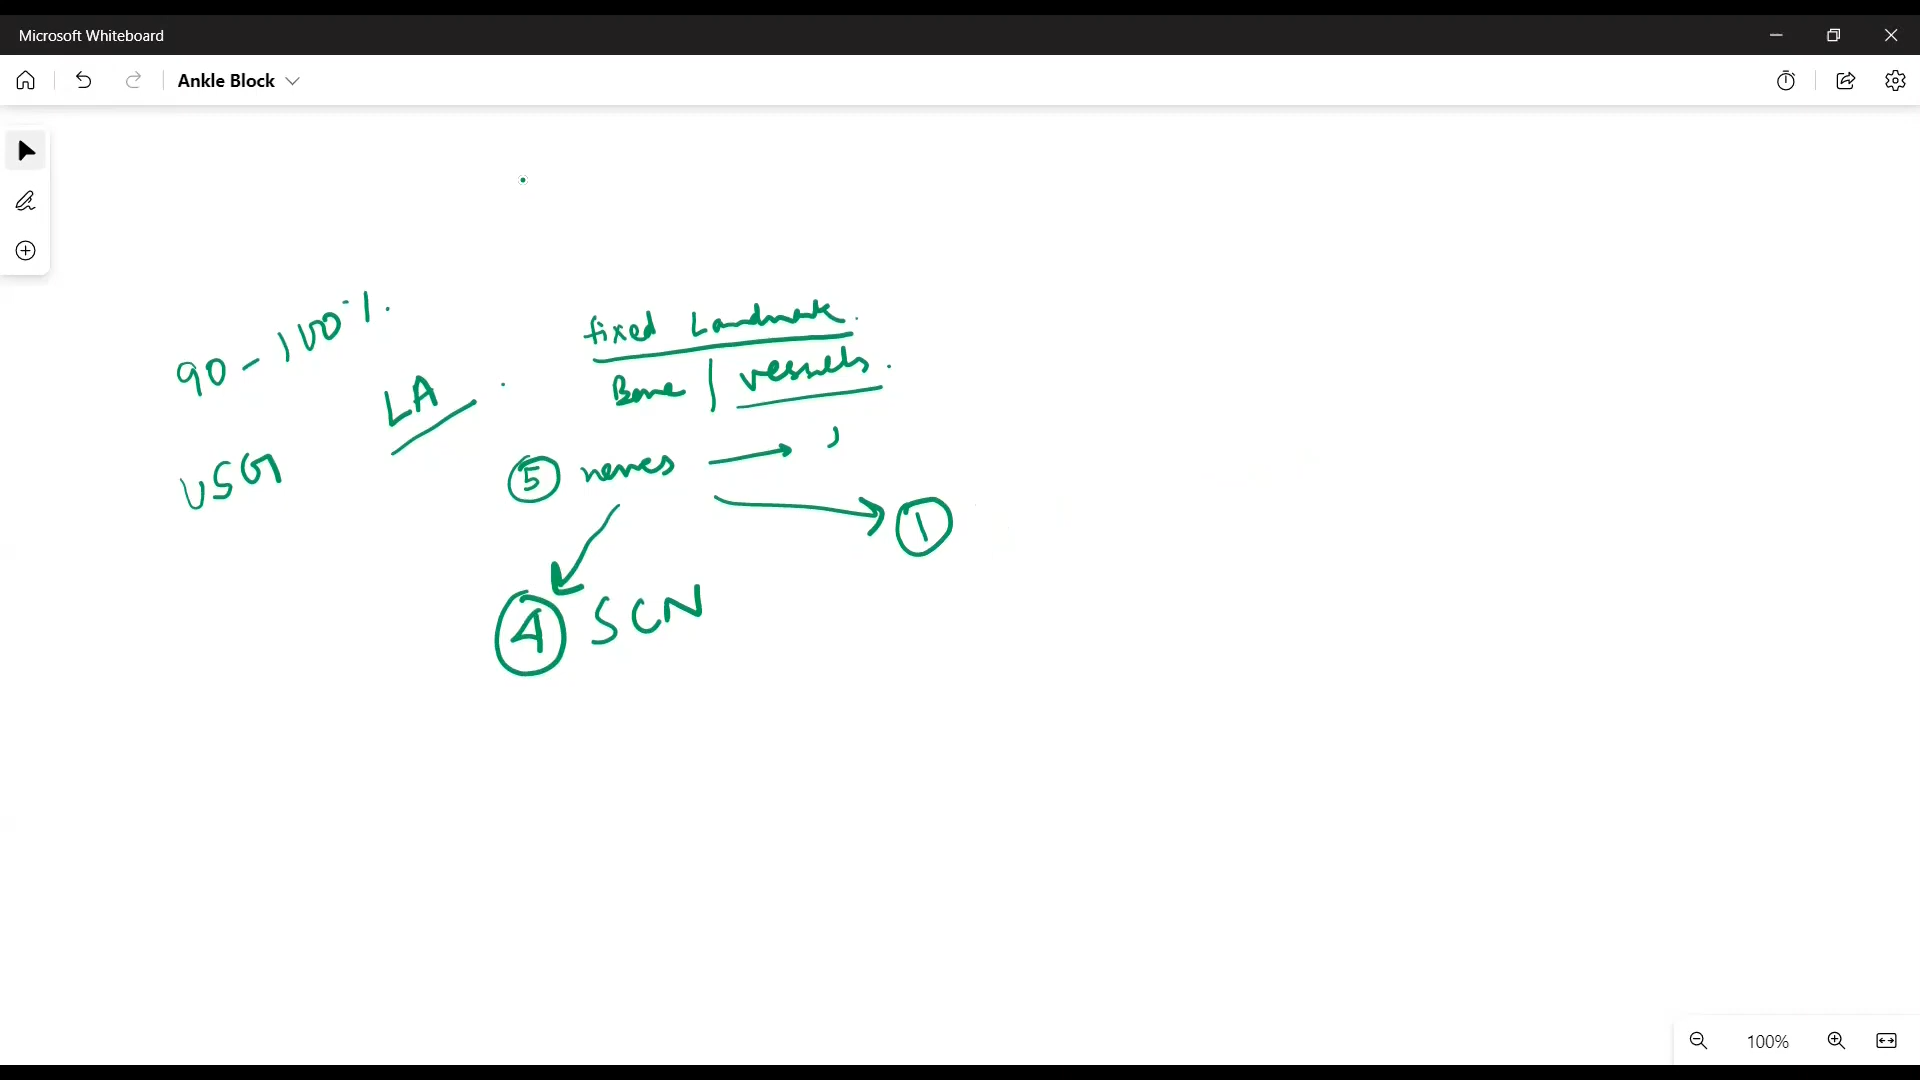 Microsoft Whiteboard
Ankle Block
90 - 100%.
fixed Landmark.
Bone | vessels.
LA
USG
5 nerves
1
4 SCN
100%